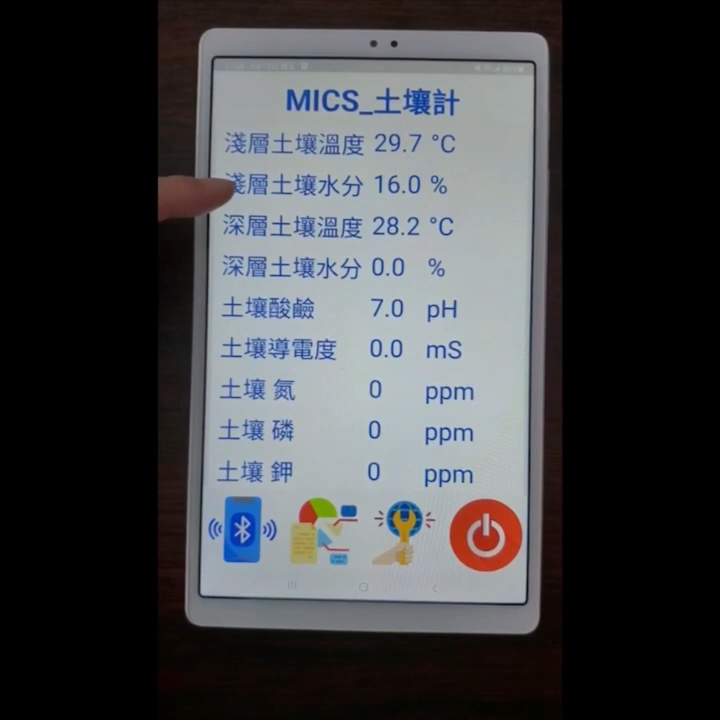 MICS_土壤計
淺層土壤溫度 29.7 °C
淺層土壤水分 16.0 %
深層土壤溫度 28.2 °C
深層土壤水分 0.0 %
土壤酸鹼 7.0 pH
土壤導電度 0.0 mS
土壤 氮 0 ppm
土壤 磷 0 ppm
土壤 鉀 0 ppm